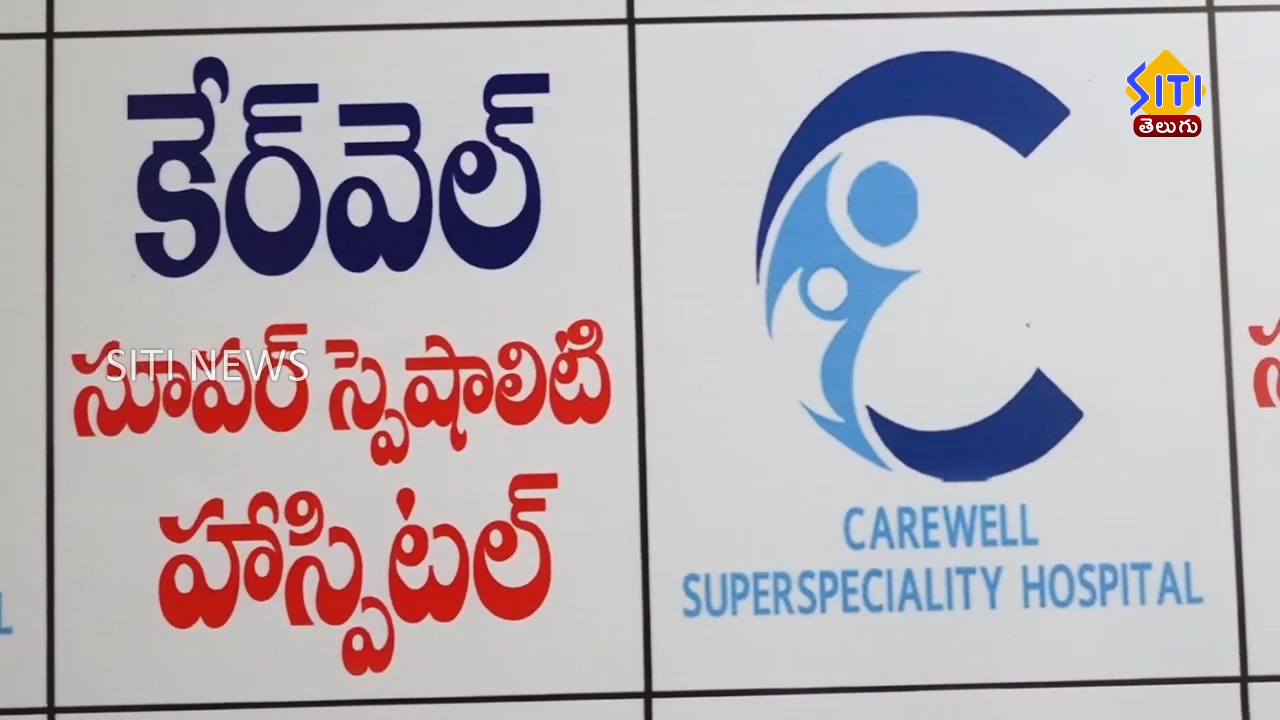 కేర్‌వెల్
సూపర్ స్పెషాలిటి
హాస్పిటల్
SITI NEWS
CAREWELL
SUPERSPECIALITY HOSPITAL
SITI
తెలుగు